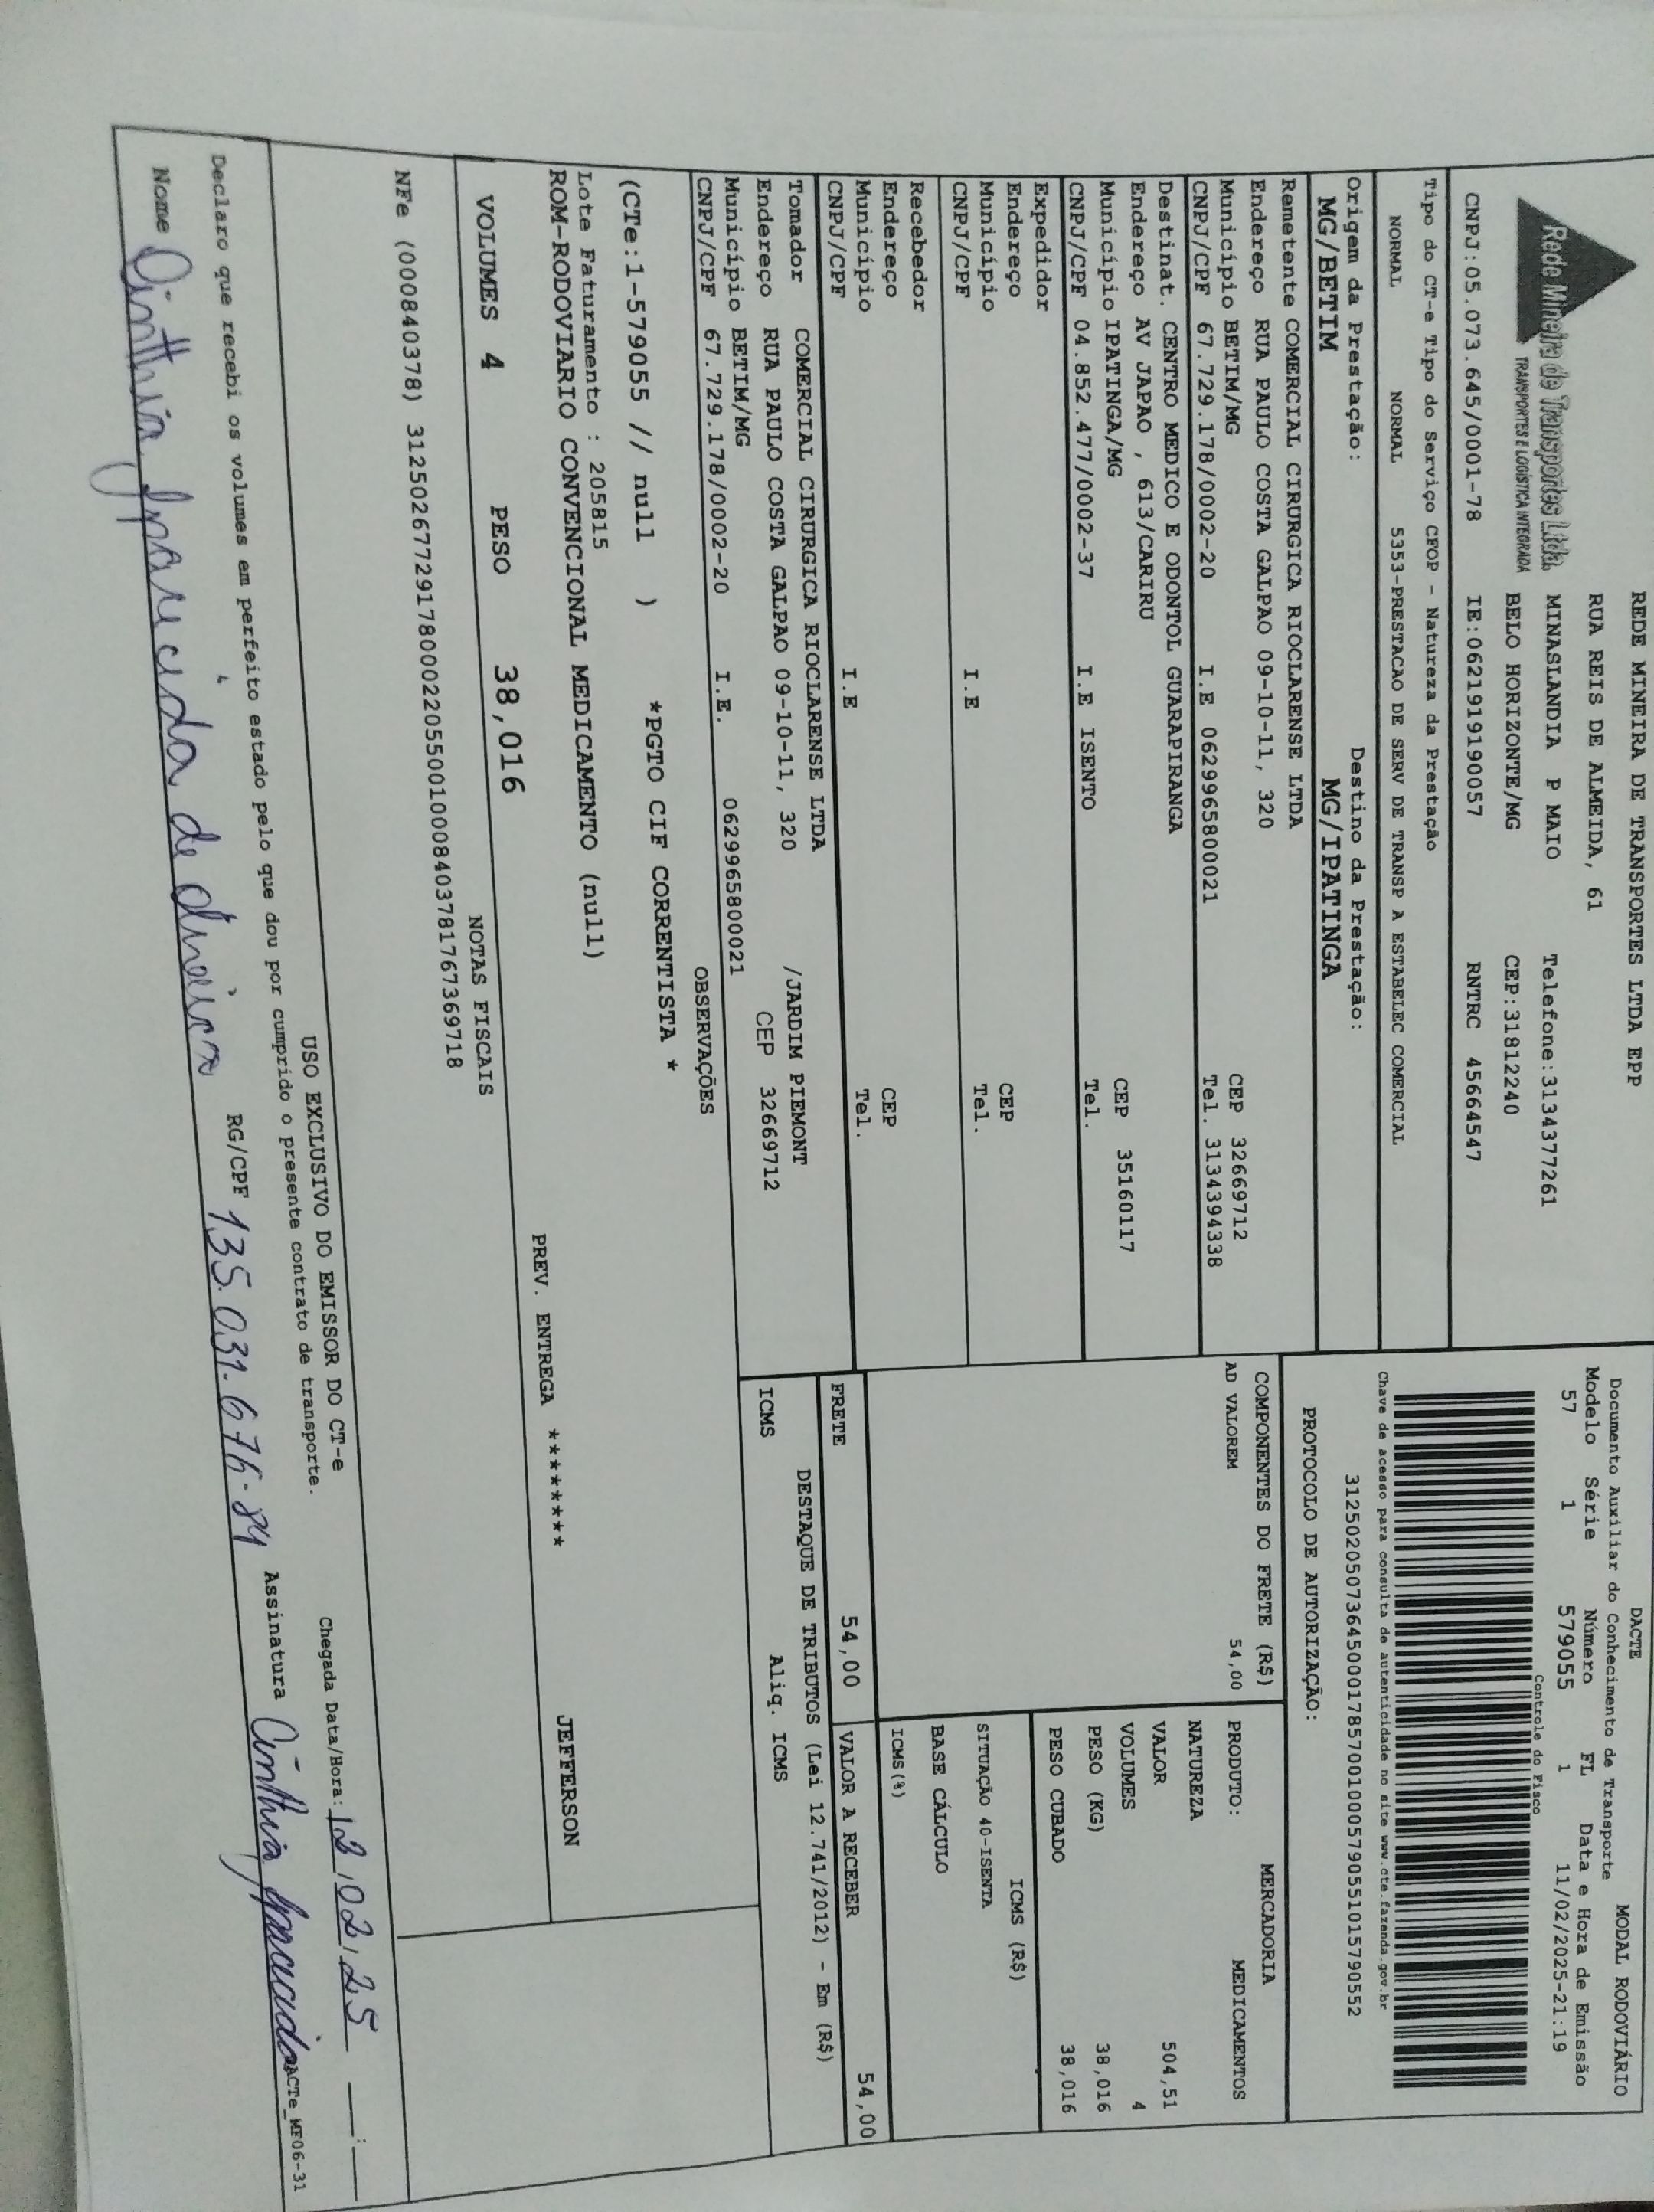 Rede Mineira de Transportes Ltda.
TRANSPORTES E LOGÍSTICA INTEGRADA
REDE MINEIRA DE TRANSPORTES LTDA EPP
RUA REIS DE ALMEIDA, 61
MINASLANDIA P MAIO Telefone:3134377261
BELO HORIZONTE/MG CEP:31812240
CNPJ:05.073.645/0001-78 IE:0621919190057 RNTRC 45664547
DACTE MODAL RODOVIÁRIO
Documento Auxiliar do Conhecimento de Transporte
Modelo Série Número FL Data e Hora de Emissão
57 1 579055 1 11/02/2025-21:19
Controle do Fisco
Chave de acesso para consulta de autenticidade no site www.cte.fazenda.gov.br
31250205073645000178570010005790551015790552
PROTOCOLO DE AUTORIZAÇÃO:
Tipo do CT-e Tipo do Serviço CFOP - Natureza da Prestação
NORMAL NORMAL 5353-PRESTACAO DE SERV DE TRANSP A ESTABELEC COMERCIAL
Origem da Prestação: Destino da Prestação:
MG/BETIM MG/IPATINGA
Remetente COMERCIAL CIRURGICA RIOCLARENSE LTDA
Endereço RUA PAULO COSTA GALPAO 09-10-11, 320
Município BETIM/MG CEP 32669712
CNPJ/CPF 67.729.178/0002-20 I.E 0629965800021 Tel. 3134394338
Destinat. CENTRO MEDICO E ODONTOL GUARAPIRANGA
Endereço AV JAPAO , 613/CARIRU
Município IPATINGA/MG CEP 35160117
CNPJ/CPF 04.852.477/0002-37 I.E ISENTO Tel.
Expedidor
Endereço
Município CEP
CNPJ/CPF I.E Tel.
Recebedor
Endereço
Município CEP
CNPJ/CPF I.E Tel.
Tomador COMERCIAL CIRURGICA RIOCLARENSE LTDA
Endereço RUA PAULO COSTA GALPAO 09-10-11, 320 /JARDIM PIEMONT
Município BETIM/MG CEP 32669712
CNPJ/CPF 67.729.178/0002-20 I.E. 0629965800021
COMPONENTES DO FRETE (R$)
AD VALOREM 54,00
MERCADORIA
PRODUTO: MEDICAMENTOS
NATUREZA
VALOR 504,51
VOLUMES 4
PESO (KG) 38,016
PESO CUBADO 38,016
ICMS (R$)
SITUAÇÃO 40-ISENTA
BASE CÁLCULO
ICMS(%)
FRETE 54,00 VALOR A RECEBER 54,00
DESTAQUE DE TRIBUTOS (Lei 12.741/2012) - Em (R$)
ICMS Aliq. ICMS
OBSERVAÇÕES
(CTe:1-579055 // null ) *PGTO CIF CORRENTISTA *
Lote Faturamento : 205815
ROM-RODOVIARIO CONVENCIONAL MEDICAMENTO (null)
PREV. ENTREGA ******** JEFFERSON
VOLUMES 4 PESO 38,016
NOTAS FISCAIS
NFe (000840378) 31250267729178000220550010008403781767369718
USO EXCLUSIVO DO EMISSOR DO CT-e
Declaro que recebi os volumes em perfeito estado pelo que dou por cumprido o presente contrato de transporte.
Chegada Data/Hora: 12/02/25 __:__
Nome Cinthia Aparecida de Oliveira RG/CPF 135.031.676-84 Assinatura Cinthia Aparecida
DACTe_MF06-31